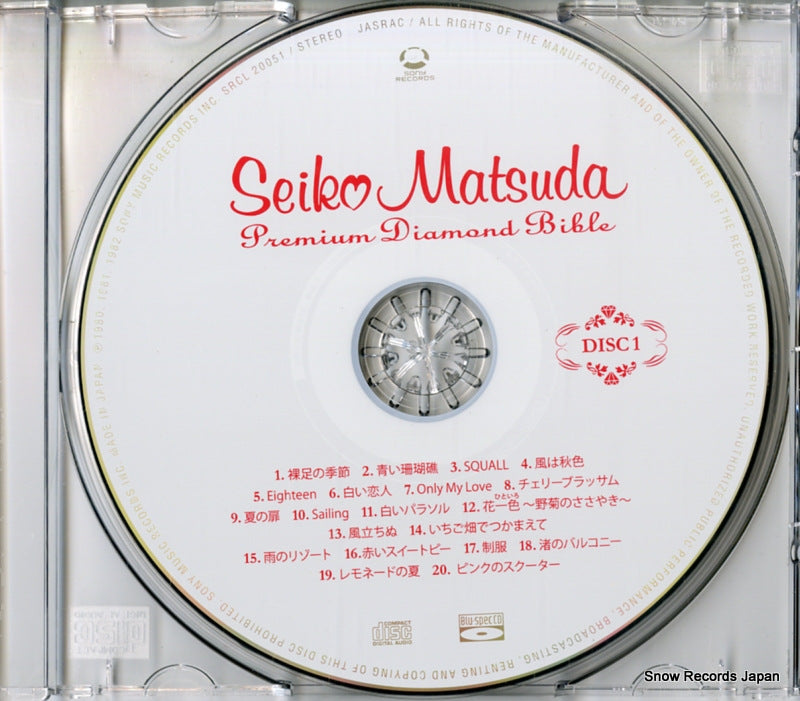 SONY MUSIC RECORDS INC. SRCL 20051 / STEREO JASRAC / ALL RIGHTS OF THE MANUFACTURER AND OF THE OWNER OF THE RECORDED WORK RESERVED. UNAUTHORIZED PUBLIC PERFORMANCE, BROADCASTING, RENTING AND COPYING OF THIS DISC PROHIBITED SONY MUSIC RECORDS INC. MADE IN JAPAN ℗ 1980, 1981, 1982
SONY
RECORDS
Seiko Matsuda
Premium Diamond Bible
DISC 1
1. 裸足の季節 2. 青い珊瑚礁 3. SQUALL 4. 風は秋色
5. Eighteen 6. 白い恋人 7. Only My Love 8. チェリーブラッサム
ひといろ
9. 夏の扉 10. Sailing 11. 白いパラソル 12. 花一色 ～野菊のささやき～
13. 風立ちぬ 14. いちご畑でつかまえて
15. 雨のリゾート 16. 赤いスイートピー 17. 制服 18. 渚のバルコニー
19. レモネードの夏 20. ピンクのスクーター
COMPACT
disc
DIGITAL AUDIO
Blu-specCD
Snow Records Japan